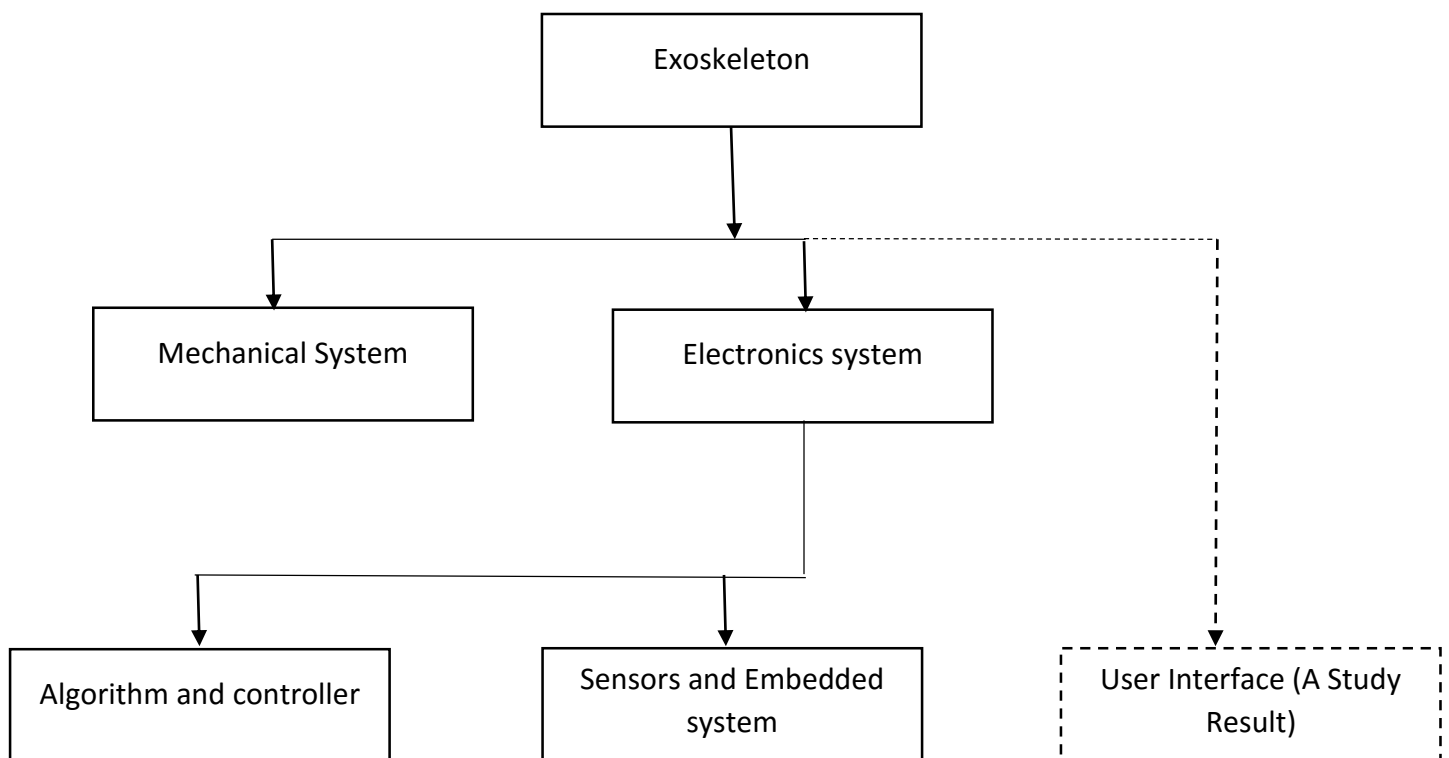 Exoskeleton
Mechanical System
Electronics system
Algorithm and controller
Sensors and Embedded
system
User Interface (A Study
Result)